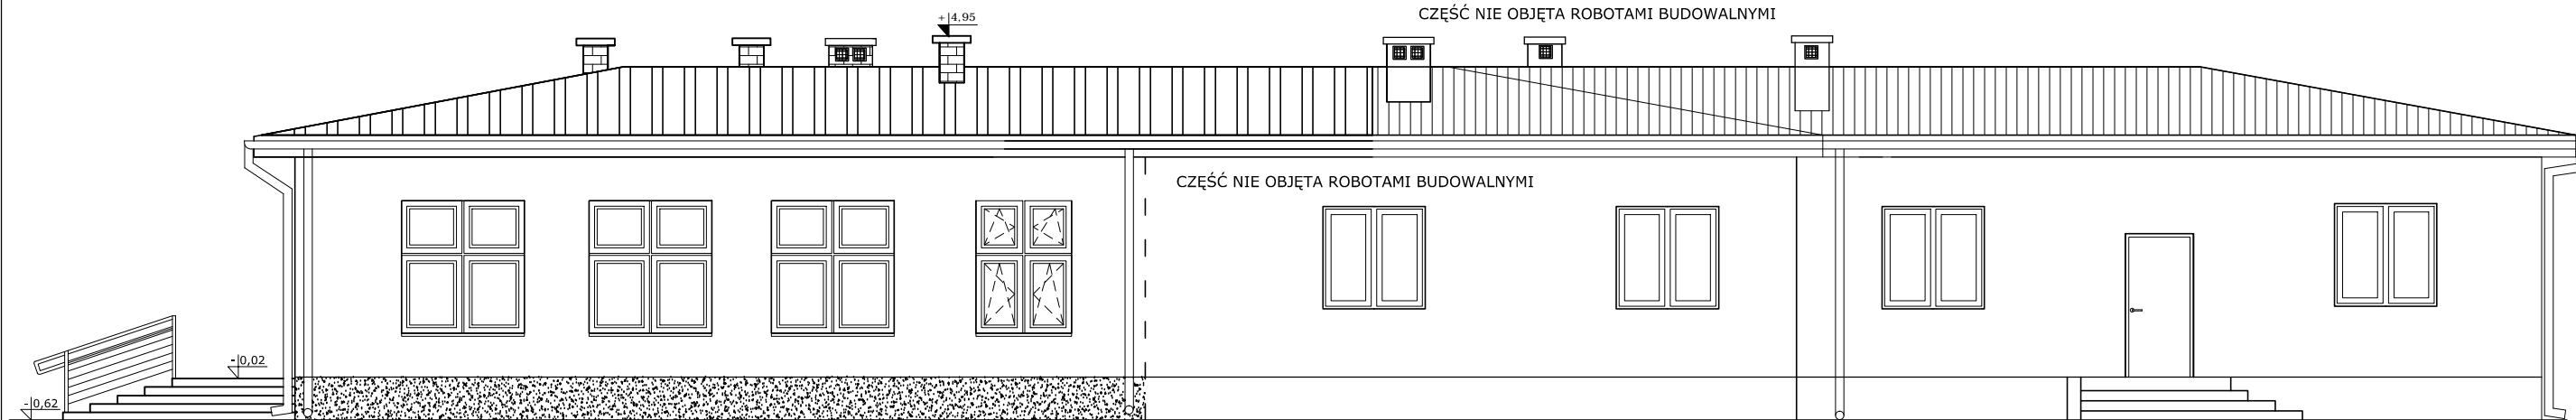 CZĘŚĆ NIE OBJĘTA ROBOTAMI BUDOWALNYMI
+4,95
CZĘŚĆ NIE OBJĘTA ROBOTAMI BUDOWALNYMI
-0,02
-0,62